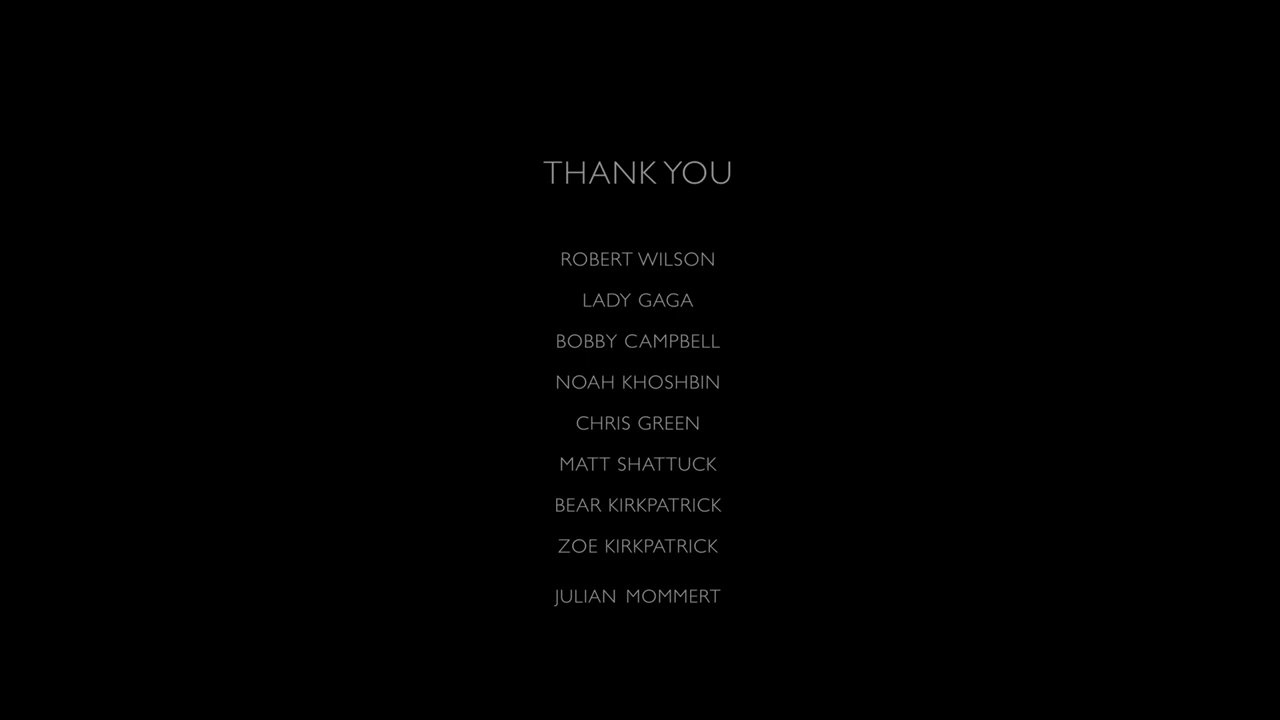 THANK YOU
ROBERT WILSON
LADY GAGA
BOBBY CAMPBELL
NOAH KHOSHBIN
CHRIS GREEN
MATT SHATTUCK
BEAR KIRKPATRICK
ZOE KIRKPATRICK
JULIAN MOMMERT